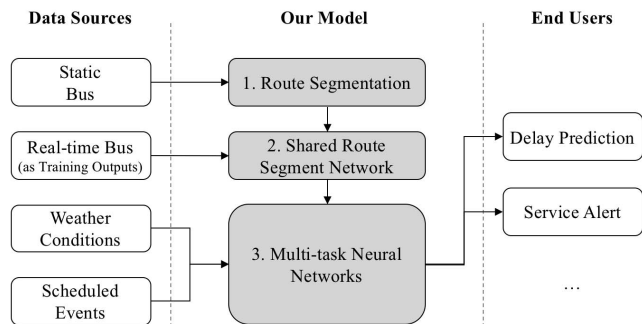 Data Sources
Our Model
End Users
Static
Bus
1. Route Segmentation
Real-time Bus
(as Training Outputs)
2. Shared Route
Segment Network
Delay Prediction
Weather
Conditions
Service Alert
3. Multi-task Neural
Networks
Scheduled
Events
...